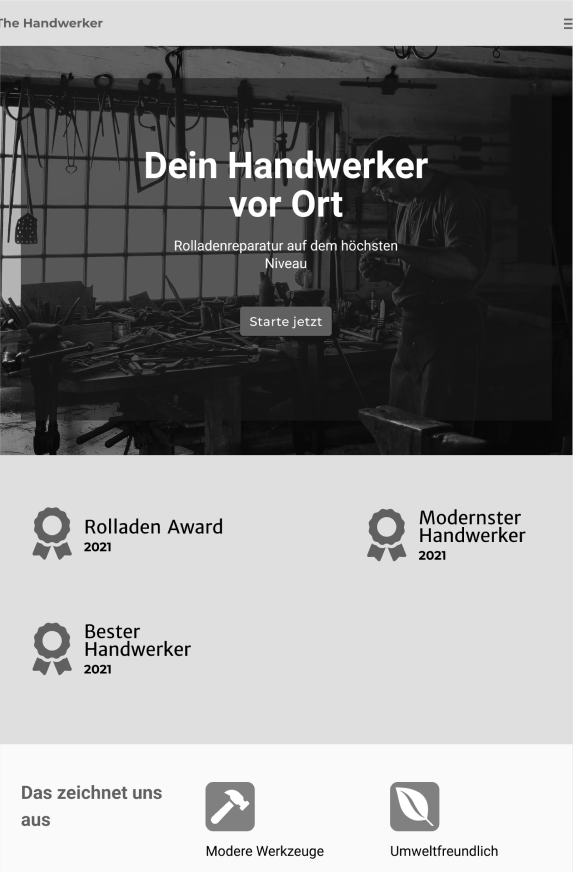 The Handwerker
Dein Handwerker
vor Ort
Rolladenreparatur auf dem höchsten
Niveau
Starte jetzt
Rolladen Award
2021
Modernster
Handwerker
2021
Bester
Handwerker
2021
Das zeichnet uns
aus
Modere Werkzeuge
Umweltfreundlich